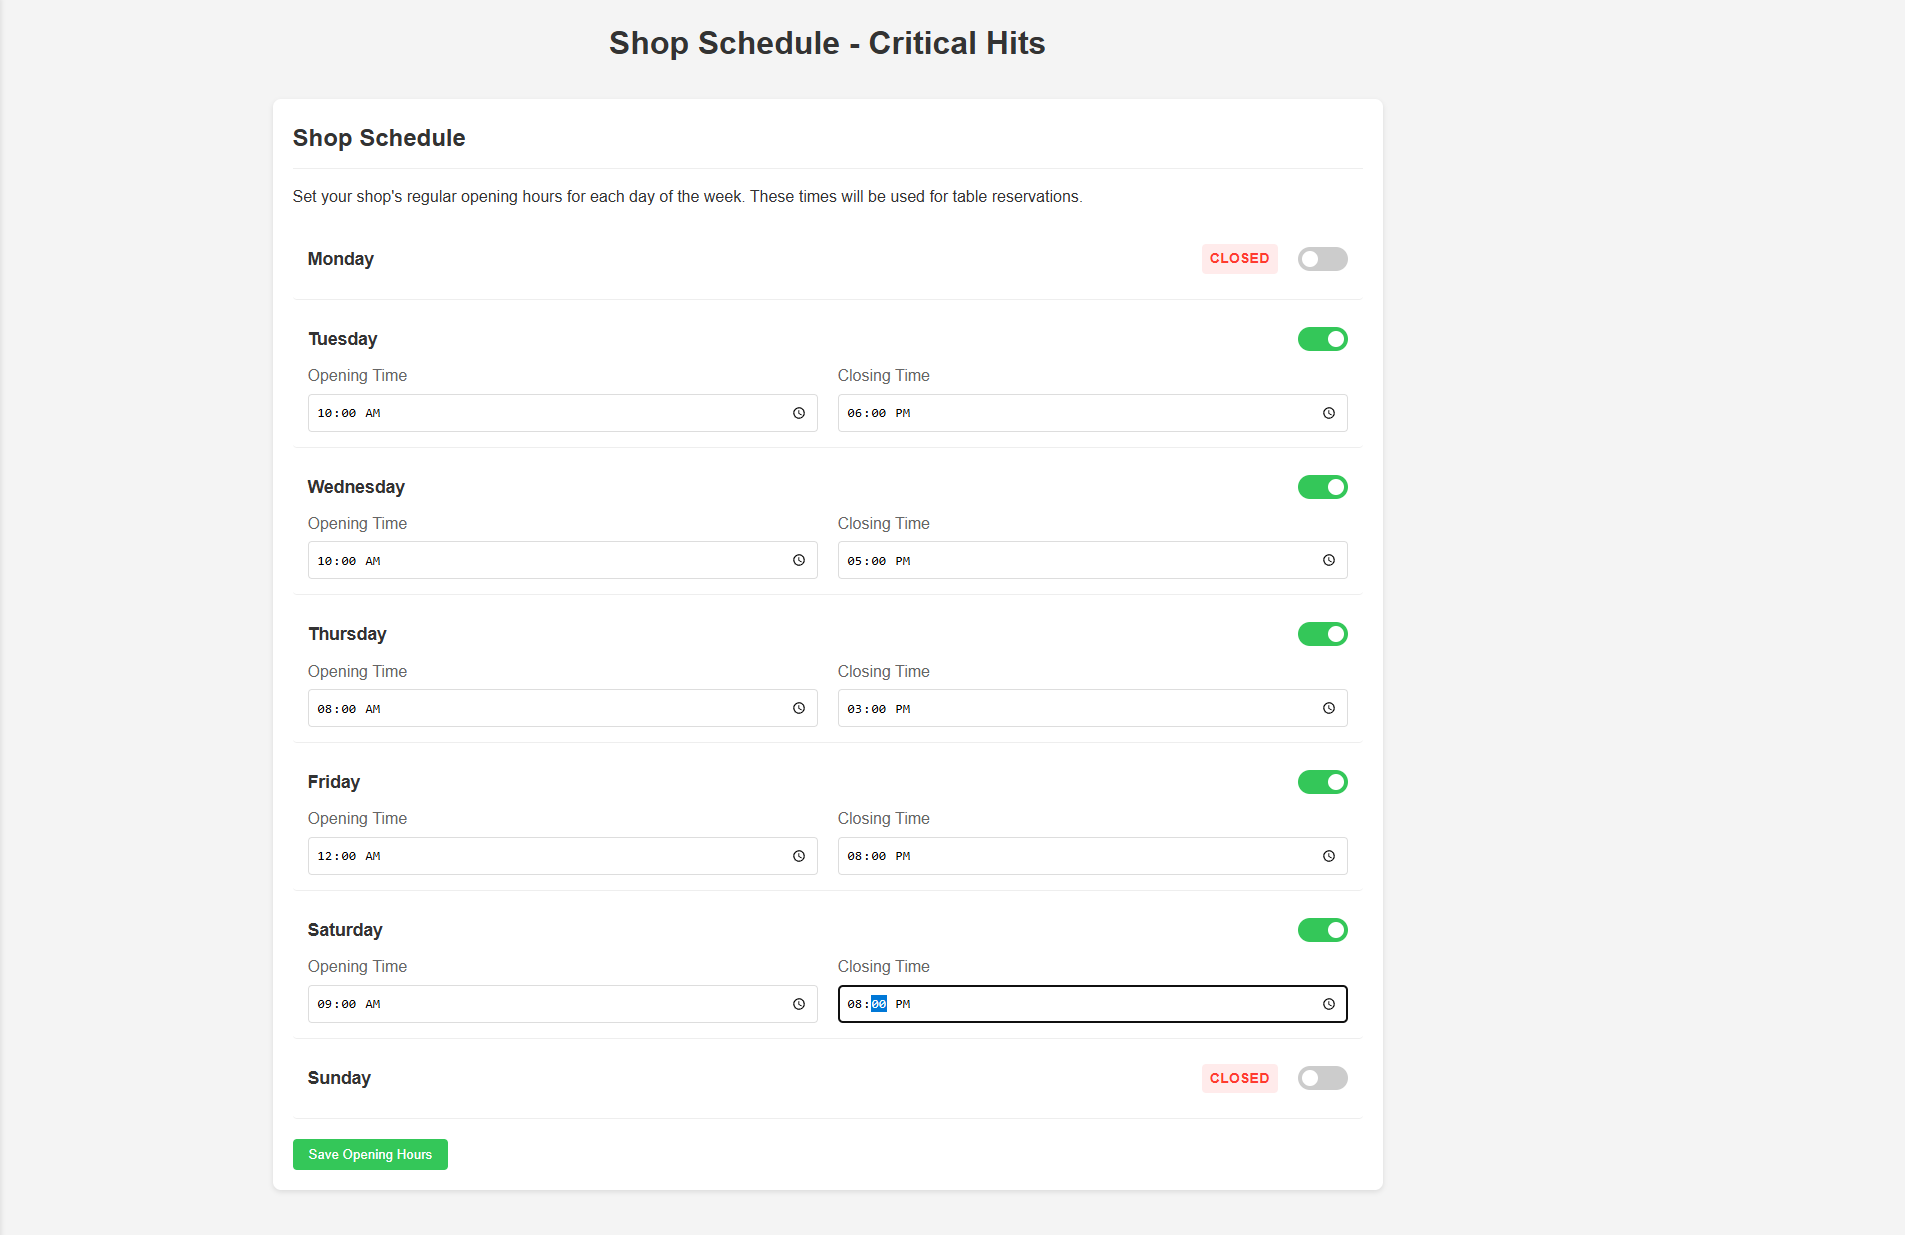 Shop Schedule - Critical Hits
Shop Schedule
Set your shop's regular opening hours for each day of the week. These times will be used for table reservations.
Monday CLOSED
Tuesday
Opening Time Closing Time
10:00 AM 06:00 PM
Wednesday
Opening Time Closing Time
10:00 AM 05:00 PM
Thursday
Opening Time Closing Time
08:00 AM 03:00 PM
Friday
Opening Time Closing Time
12:00 AM 08:00 PM
Saturday
Opening Time Closing Time
09:00 AM 08:00 PM
Sunday CLOSED
Save Opening Hours